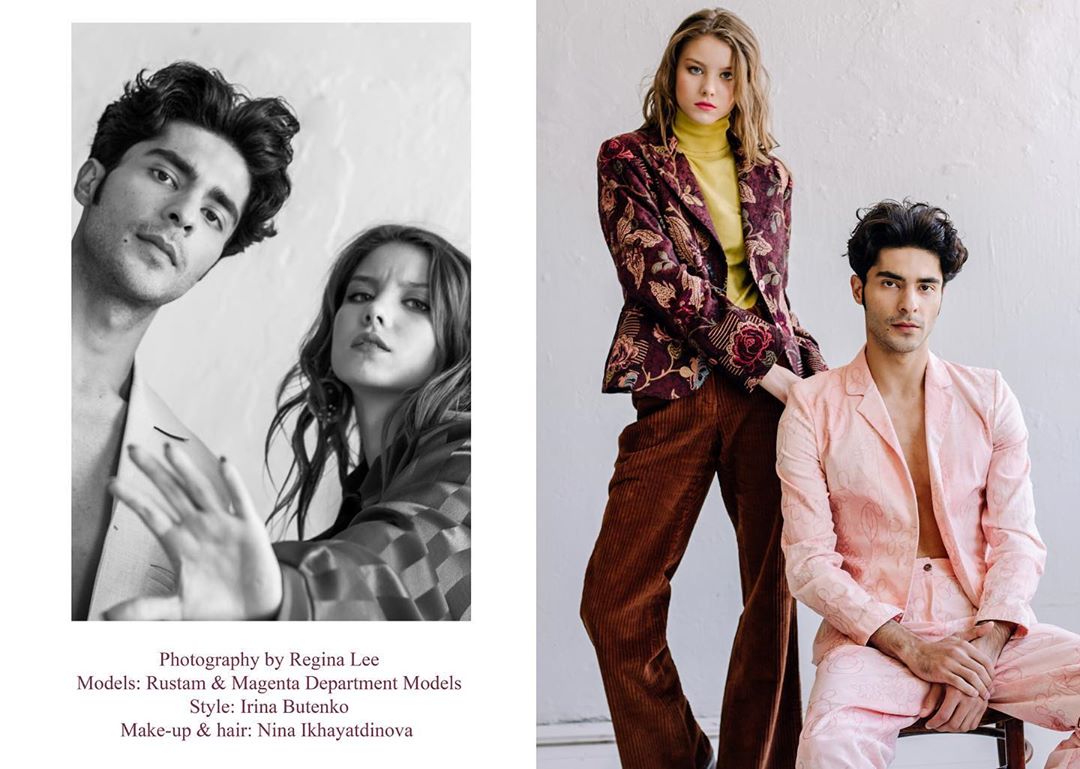 Photography by Regina Lee
Models: Rustam & Magenta Department Models
Style: Irina Butenko
Make-up & hair: Nina Ikhayatdinova